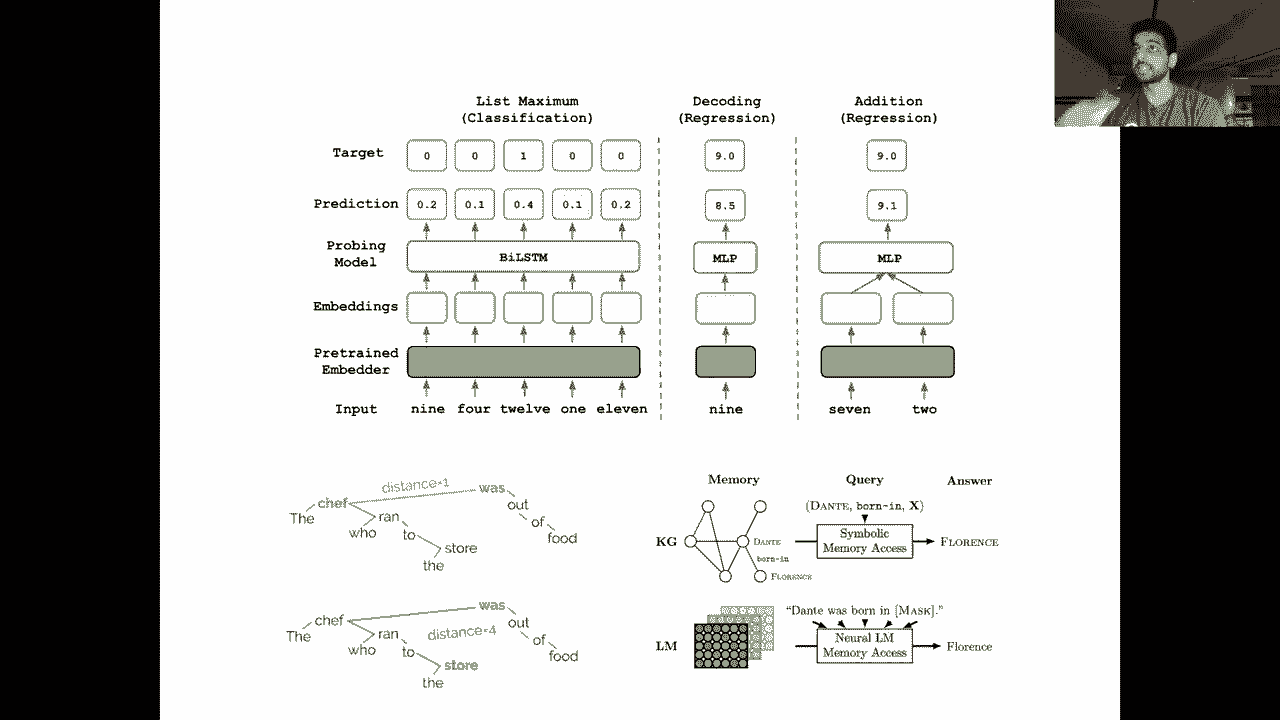 List Maximum
(Classification)
Decoding
(Regression)
Addition
(Regression)
Target 0 0 1 0 0 9.0 9.0
Prediction 0.2 0.1 0.4 0.1 0.2 8.5 9.1
Probing
Model
BiLSTM MLP MLP
Embeddings
Pretrained
Embedder
Input nine four twelve one eleven nine seven two
distance=1
The chef who ran to the store was out of food
distance=4
The chef who ran to the store was out of food
Memory Query Answer
(DANTE, born-in, X)
KG
DANTE
born-in
FLORENCE
Symbolic
Memory Access
FLORENCE
"Dante was born in [MASK]."
LM
Neural LM
Memory Access
Florence